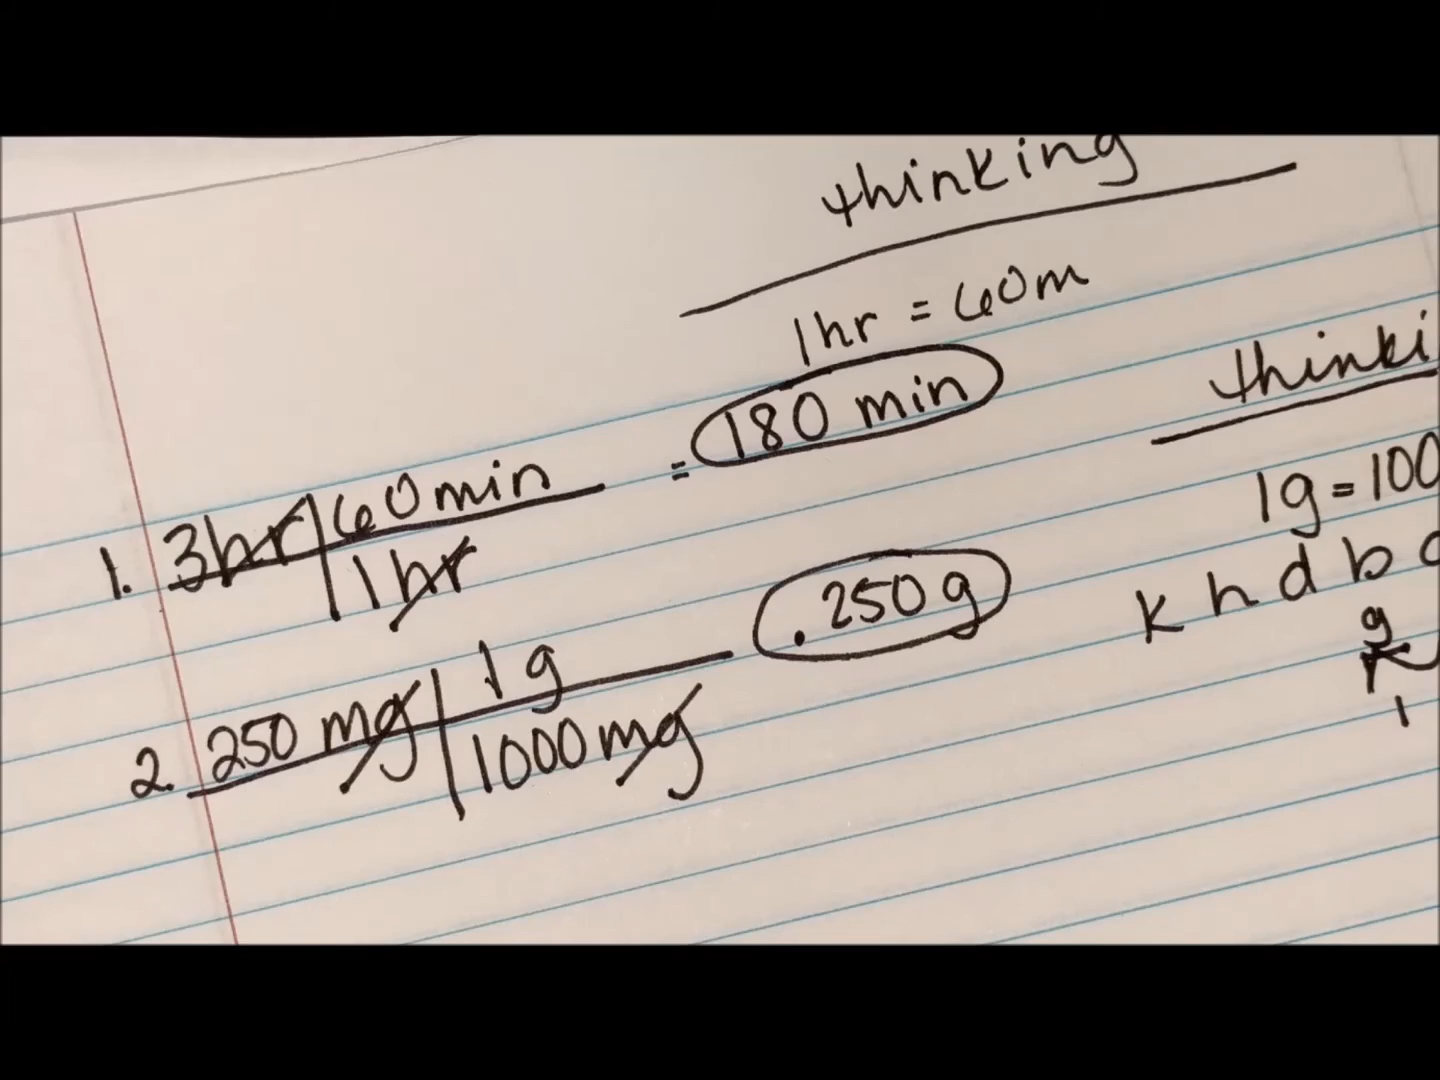 thinking
1hr = 60m
1. 3hr | 60min = 180 min
1hr
thinki
1g = 100
k h d b
g
1
2. 250 mg | 1g .250g
1000mg